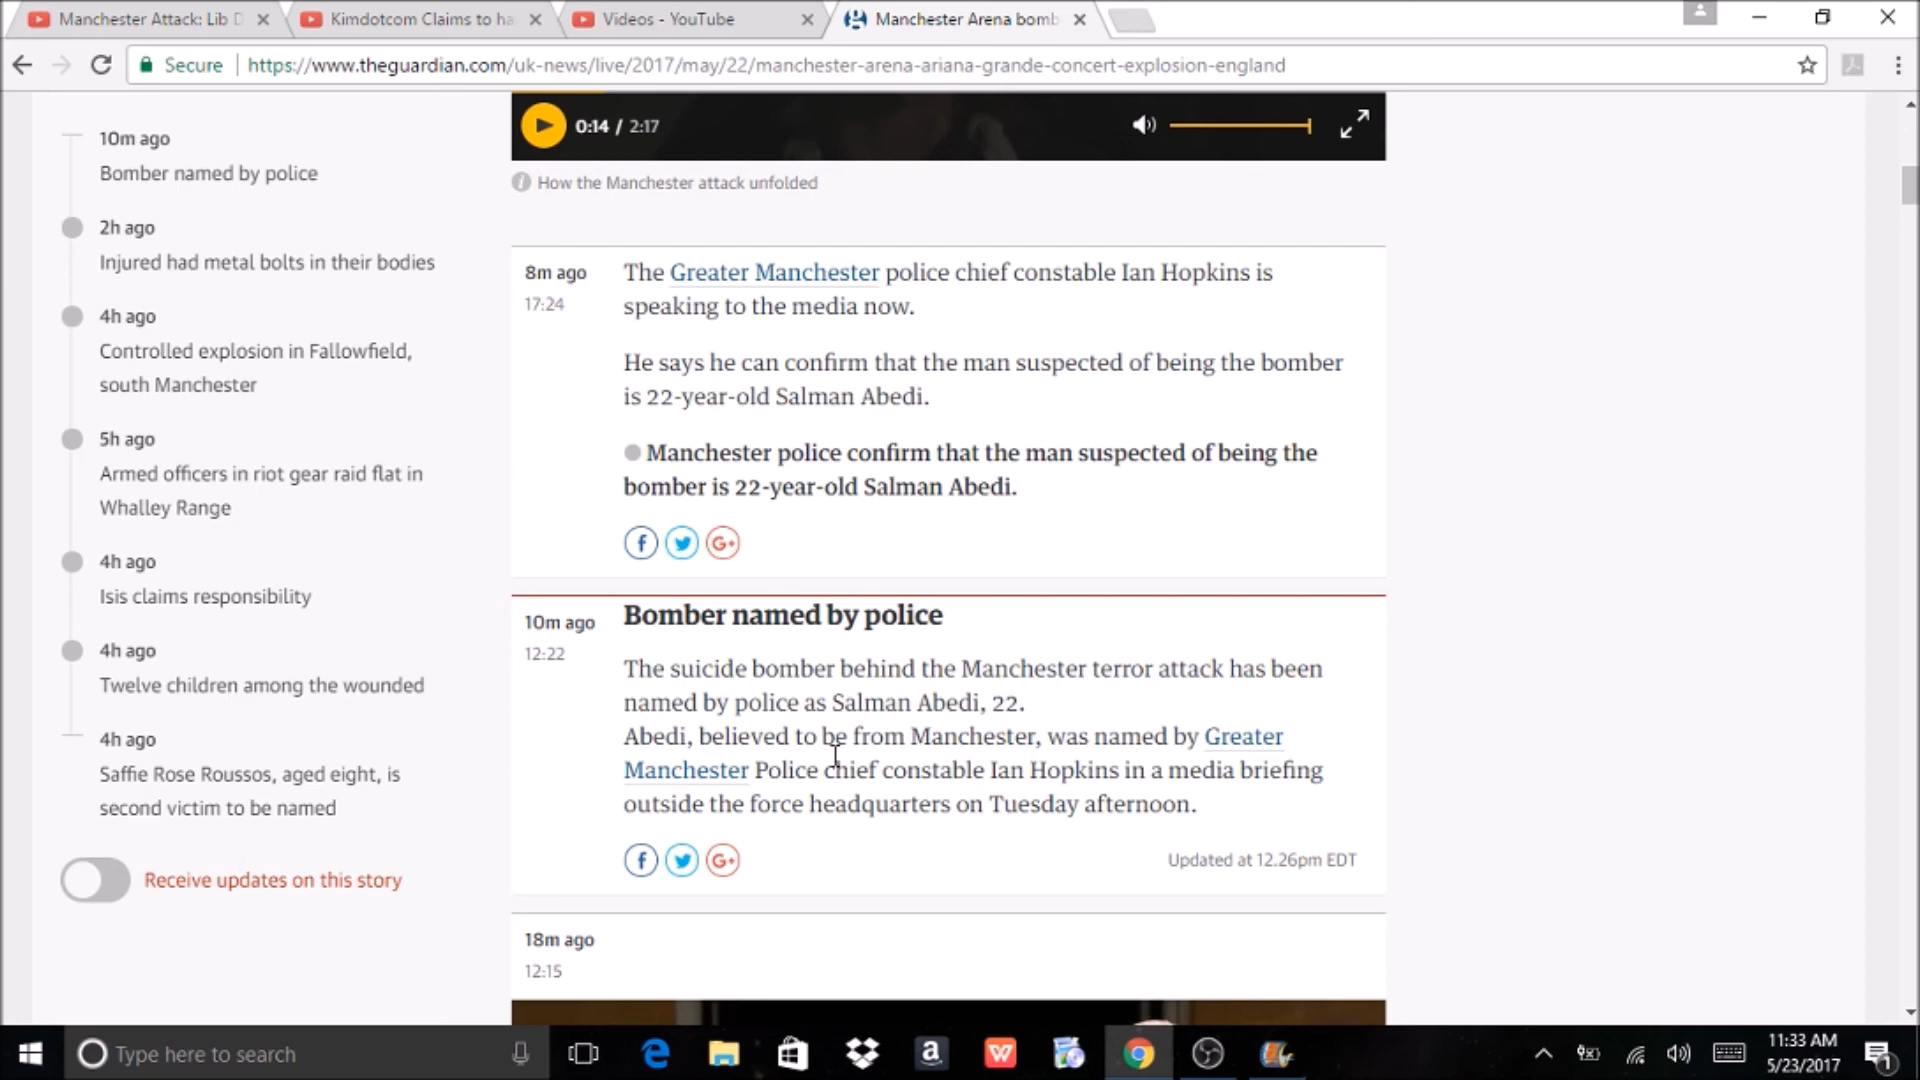 Manchester Attack: Lib D
Kimdotcom Claims to ha
Videos - YouTube
Manchester Arena bomb
Secure
https://www.theguardian.com/uk-news/live/2017/may/22/manchester-arena-ariana-grande-concert-explosion-england
10m ago
Bomber named by police
2h ago
Injured had metal bolts in their bodies
4h ago
Controlled explosion in Fallowfield,
south Manchester
5h ago
Armed officers in riot gear raid flat in
Whalley Range
4h ago
Isis claims responsibility
4h ago
Twelve children among the wounded
4h ago
Saffie Rose Roussos, aged eight, is
second victim to be named
Receive updates on this story
0:14 / 2:17
How the Manchester attack unfolded
8m ago
17:24
The Greater Manchester police chief constable Ian Hopkins is
speaking to the media now.
He says he can confirm that the man suspected of being the bomber
is 22-year-old Salman Abedi.
Manchester police confirm that the man suspected of being the
bomber is 22-year-old Salman Abedi.
f
G+
10m ago
12:22
Bomber named by police
The suicide bomber behind the Manchester terror attack has been
named by police as Salman Abedi, 22.
Abedi, believed to be from Manchester, was named by Greater
Manchester Police chief constable Ian Hopkins in a media briefing
outside the force headquarters on Tuesday afternoon.
f
G+
Updated at 12.26pm EDT
18m ago
12:15
Type here to search
11:33 AM
5/23/2017
1